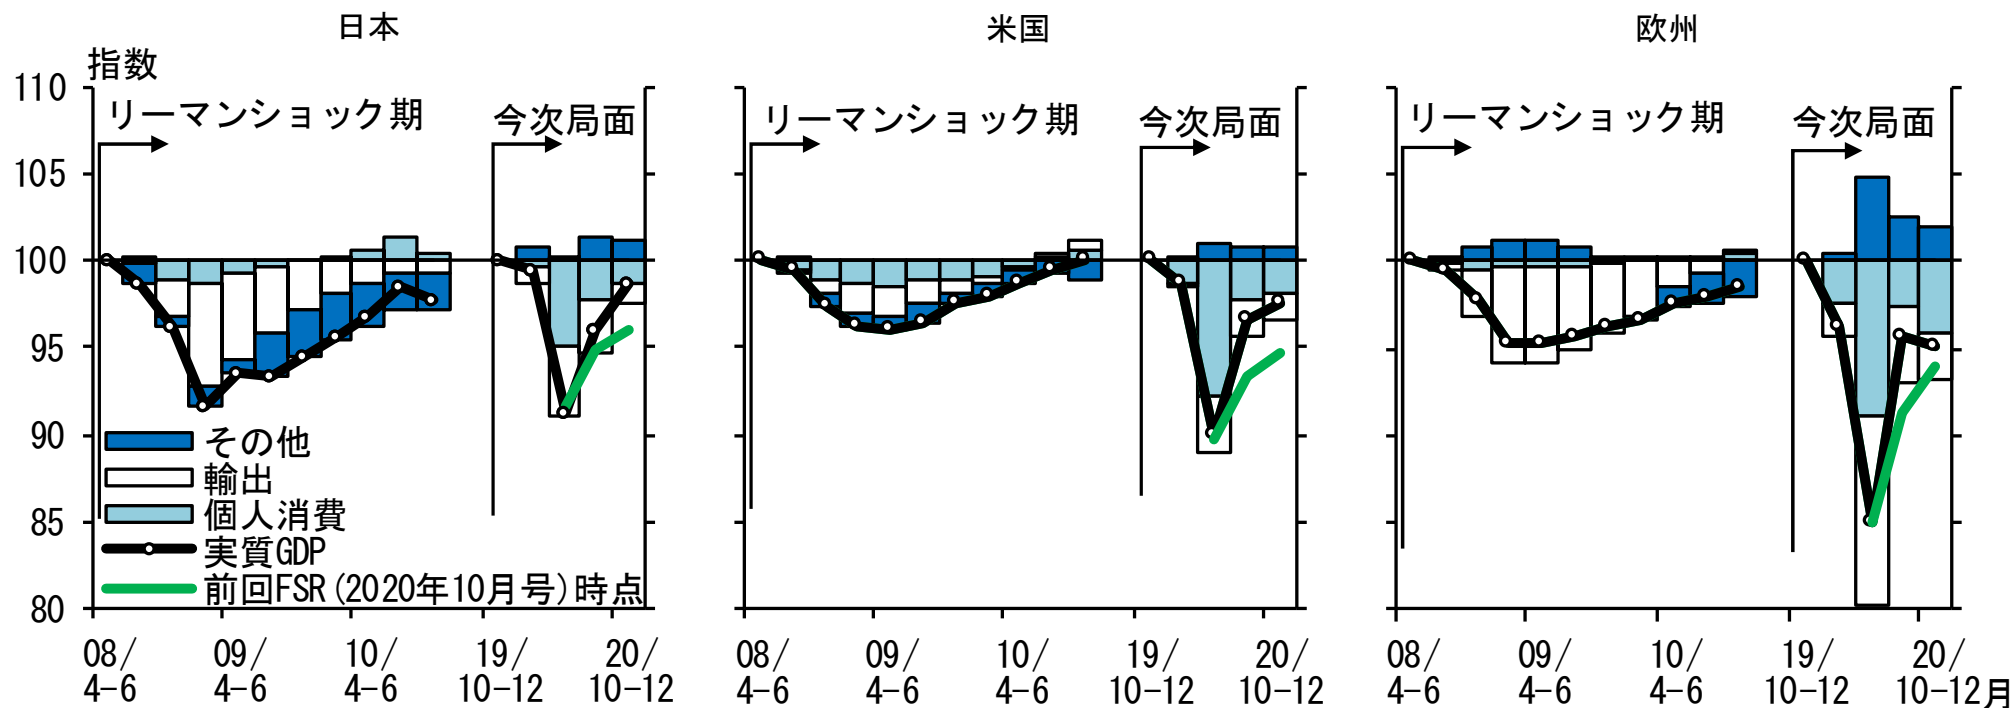 日本
米国
欧州
指数
110
105
100
95
90
85
80
リーマンショック期
今次局面
リーマンショック期
今次局面
リーマンショック期
今次局面
その他
輸出
個人消費
実質GDP
前回FSR(2020年10月号)時点
08/
4-6
09/
4-6
10/
4-6
19/
10-12
20/
10-12
08/
4-6
09/
4-6
10/
4-6
19/
10-12
20/
10-12
08/
4-6
09/
4-6
10/
4-6
19/
10-12
20/
10-12月